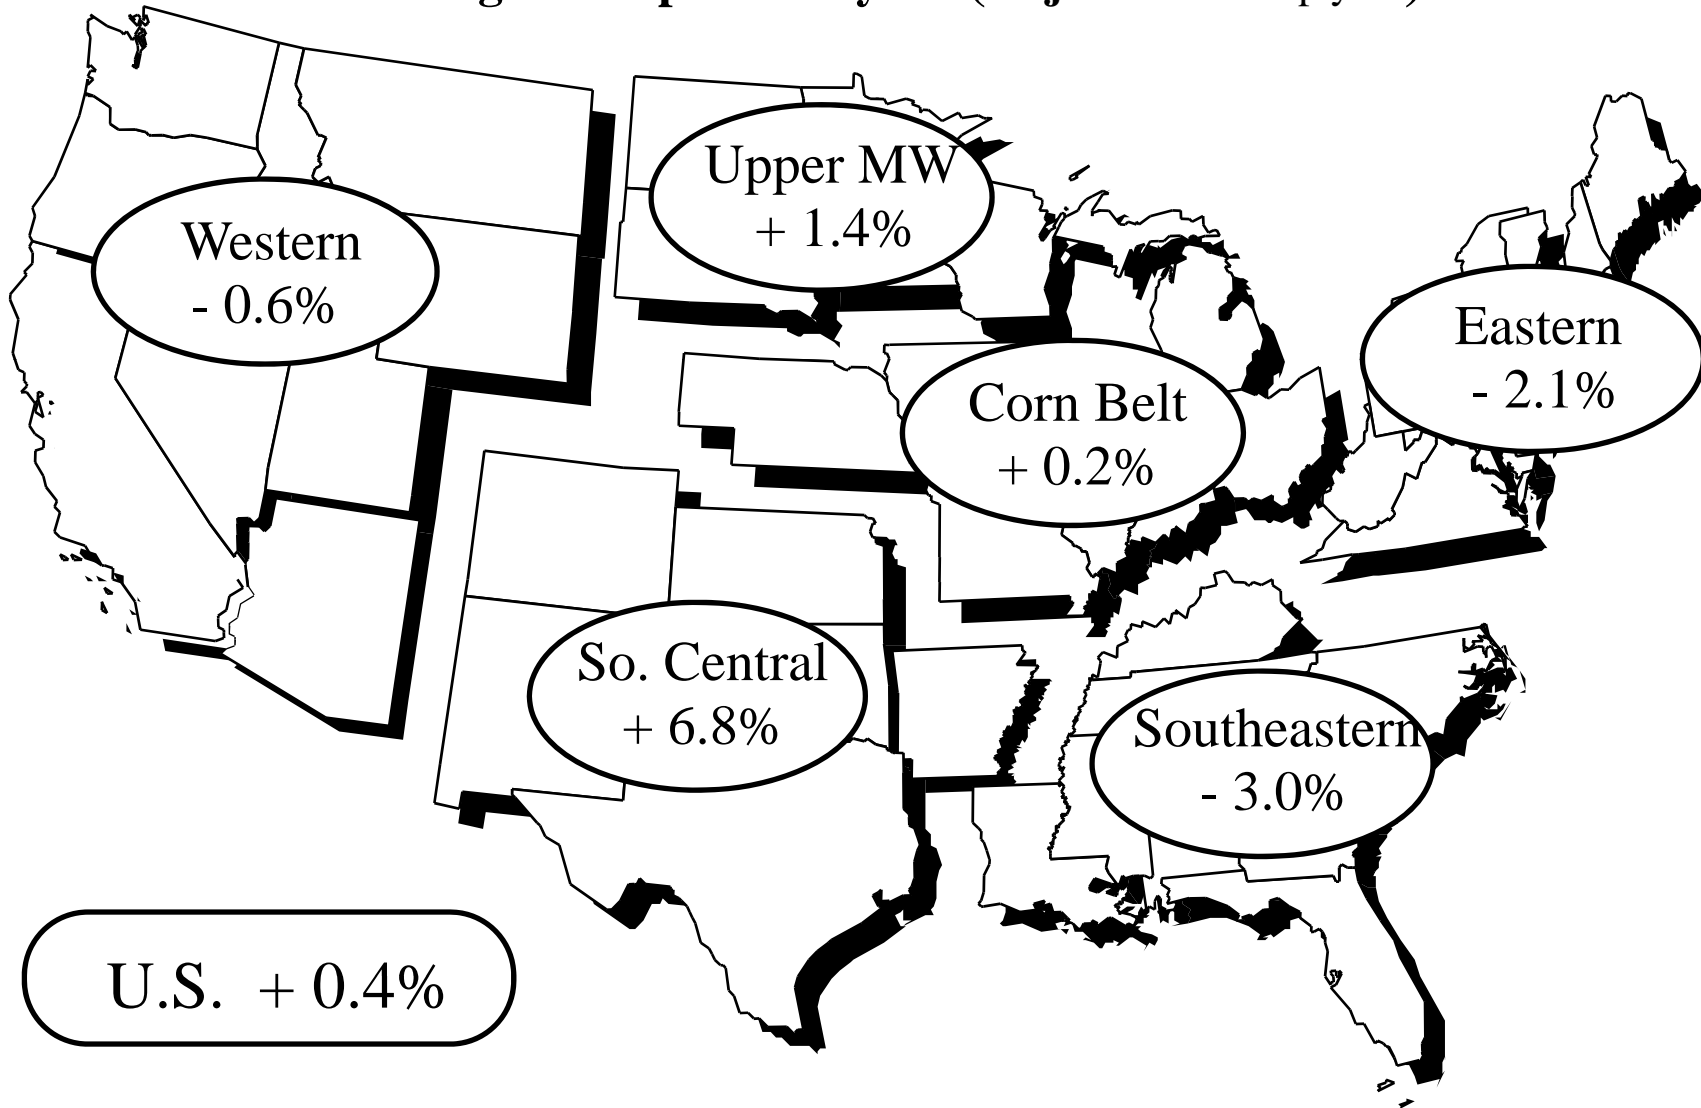 Upper MW
+ 1.4%
Western
- 0.6%
Eastern
- 2.1%
Corn Belt
+ 0.2%
So. Central
+ 6.8%
Southeastern
- 3.0%
U.S. + 0.4%